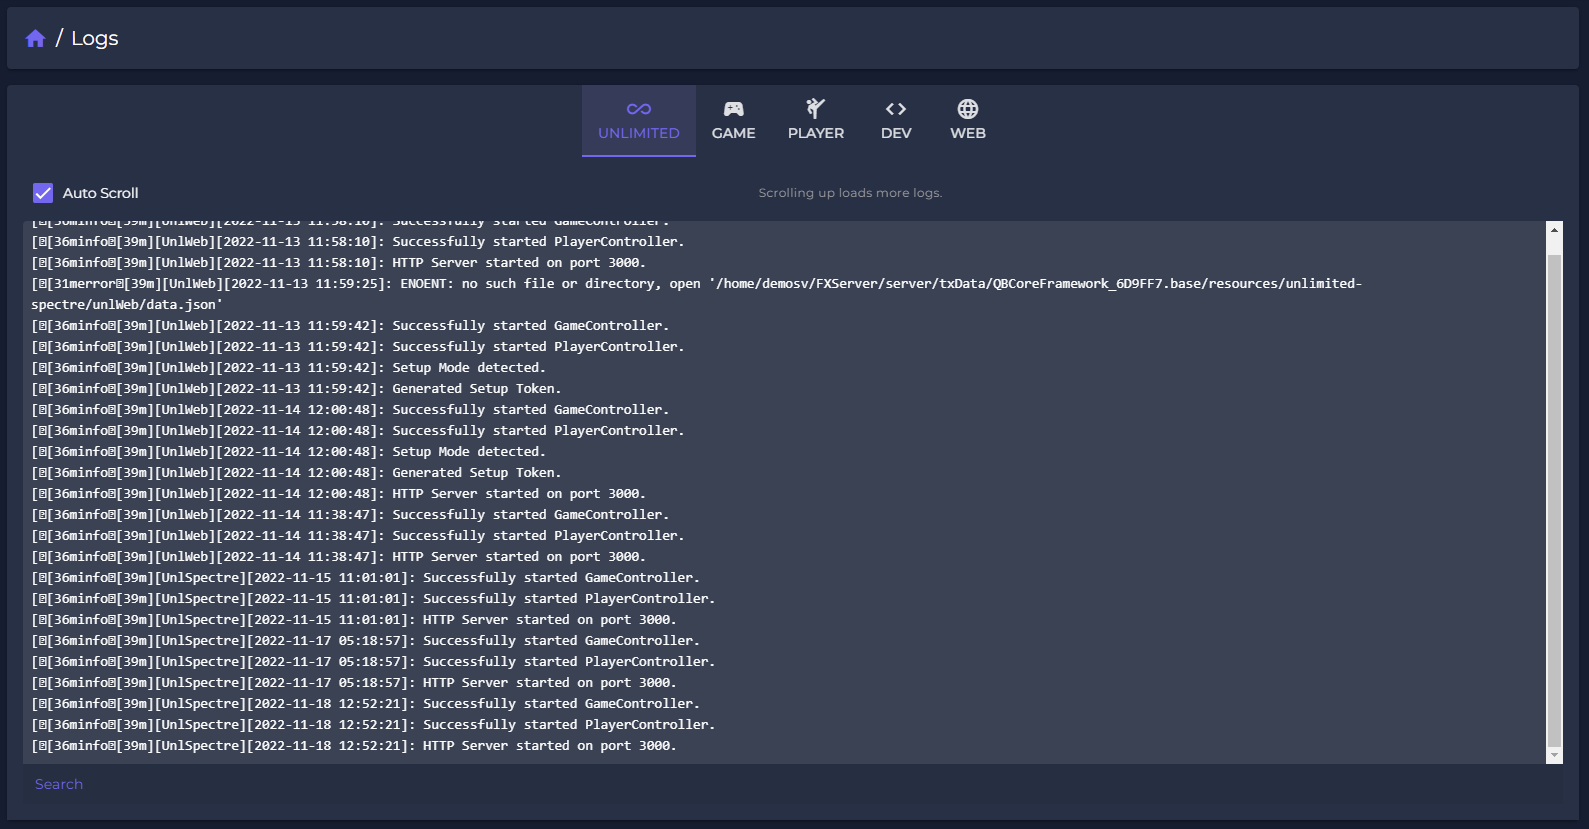 / Logs
UNLIMITED
GAME
PLAYER
DEV
WEB
Auto Scroll
Scrolling up loads more logs.
[[36minfo[39m][UnlWeb][2022-11-13 11:58:10]: Successfully started GameController.
[[36minfo[39m][UnlWeb][2022-11-13 11:58:10]: Successfully started PlayerController.
[[36minfo[39m][UnlWeb][2022-11-13 11:58:10]: HTTP Server started on port 3000.
[[31merror[39m][UnlWeb][2022-11-13 11:59:25]: ENOENT: no such file or directory, open '/home/demosv/FXServer/server/txData/QBCoreFramework_6D9FF7.base/resources/unlimited-
spectre/unlWeb/data.json'
[[36minfo[39m][UnlWeb][2022-11-13 11:59:42]: Successfully started GameController.
[[36minfo[39m][UnlWeb][2022-11-13 11:59:42]: Successfully started PlayerController.
[[36minfo[39m][UnlWeb][2022-11-13 11:59:42]: Setup Mode detected.
[[36minfo[39m][UnlWeb][2022-11-13 11:59:42]: Generated Setup Token.
[[36minfo[39m][UnlWeb][2022-11-14 12:00:48]: Successfully started GameController.
[[36minfo[39m][UnlWeb][2022-11-14 12:00:48]: Successfully started PlayerController.
[[36minfo[39m][UnlWeb][2022-11-14 12:00:48]: Setup Mode detected.
[[36minfo[39m][UnlWeb][2022-11-14 12:00:48]: Generated Setup Token.
[[36minfo[39m][UnlWeb][2022-11-14 12:00:48]: HTTP Server started on port 3000.
[[36minfo[39m][UnlWeb][2022-11-14 11:38:47]: Successfully started GameController.
[[36minfo[39m][UnlWeb][2022-11-14 11:38:47]: Successfully started PlayerController.
[[36minfo[39m][UnlWeb][2022-11-14 11:38:47]: HTTP Server started on port 3000.
[[36minfo[39m][UnlSpectre][2022-11-15 11:01:01]: Successfully started GameController.
[[36minfo[39m][UnlSpectre][2022-11-15 11:01:01]: Successfully started PlayerController.
[[36minfo[39m][UnlSpectre][2022-11-15 11:01:01]: HTTP Server started on port 3000.
[[36minfo[39m][UnlSpectre][2022-11-17 05:18:57]: Successfully started GameController.
[[36minfo[39m][UnlSpectre][2022-11-17 05:18:57]: Successfully started PlayerController.
[[36minfo[39m][UnlSpectre][2022-11-17 05:18:57]: HTTP Server started on port 3000.
[[36minfo[39m][UnlSpectre][2022-11-18 12:52:21]: Successfully started GameController.
[[36minfo[39m][UnlSpectre][2022-11-18 12:52:21]: Successfully started PlayerController.
[[36minfo[39m][UnlSpectre][2022-11-18 12:52:21]: HTTP Server started on port 3000.
Search